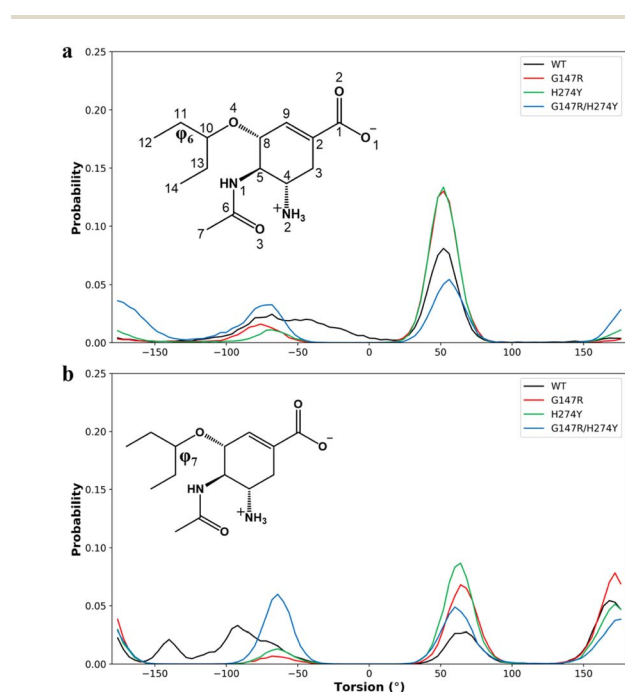 a
0.25
0.20
0.15
0.10
0.05
0.00
Probability
−150
−100
−50
0
50
100
150
WT
G147R
H274Y
G147R/H274Y
2
O
11
4
O
9
1
O−
1
12
φ6
10
8
2
13
5
4
3
14
HN
1
+
NH3
2
6
7
O
3
b
0.25
0.20
0.15
0.10
0.05
0.00
Probability
−150
−100
−50
0
50
100
150
Torsion (°)
WT
G147R
H274Y
G147R/H274Y
O
O
O−
φ7
HN
+
NH3
O